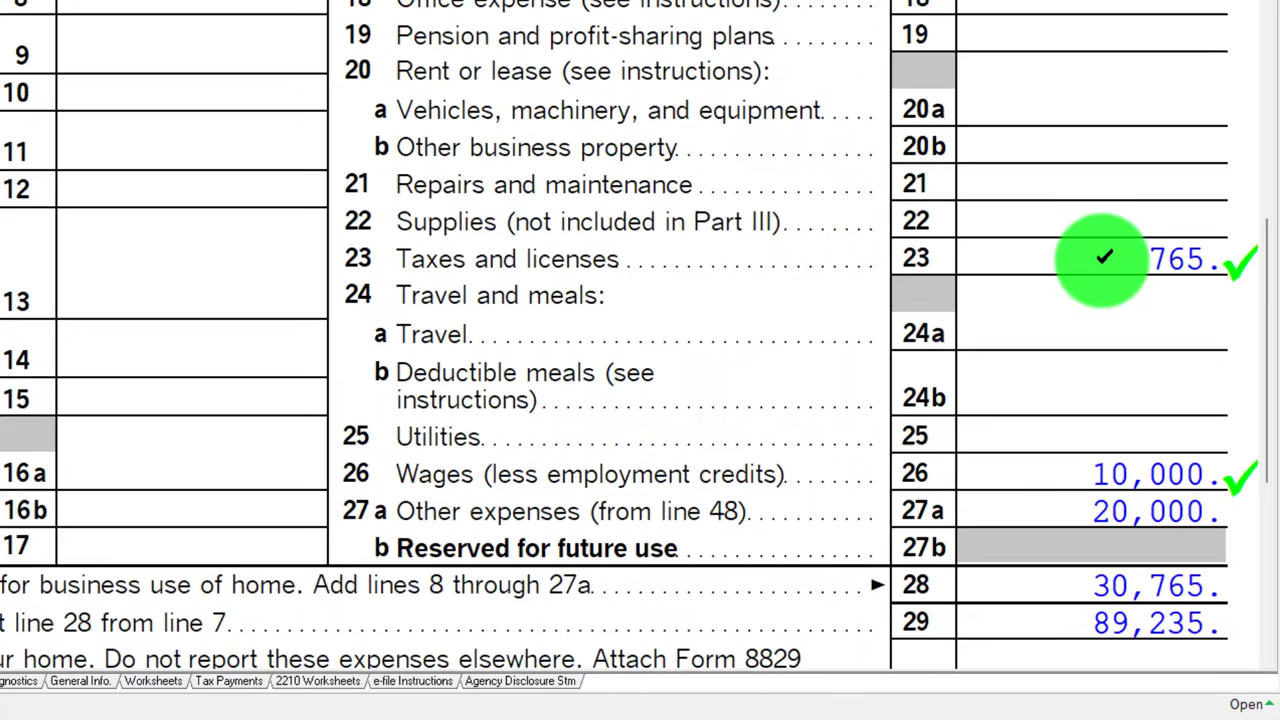 8
18 Office expense (see instructions) 18
19 Pension and profit-sharing plans 19
9
20 Rent or lease (see instructions):
10
a Vehicles, machinery, and equipment 20a
11 b Other business property 20b
12 21 Repairs and maintenance 21
22 Supplies (not included in Part III) 22
23 Taxes and licenses 23 765.
13 24 Travel and meals:
a Travel 24a
14
b Deductible meals (see
15 instructions) 24b
25 Utilities 25
16a 26 Wages (less employment credits) 26 10,000.
16b 27 a Other expenses (from line 48) 27a 20,000.
17 b Reserved for future use 27b
for business use of home. Add lines 8 through 27a ► 28 30,765.
line 28 from line 7 29 89,235.
ur home. Do not report these expenses elsewhere. Attach Form 8829
gnostics General Info. Worksheets Tax Payments 2210 Worksheets e-file Instructions Agency Disclosure Stm
Open